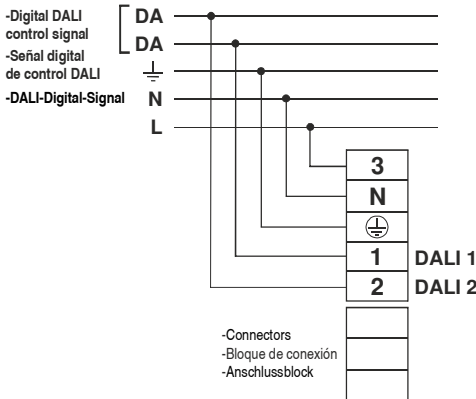 -Digital DALI
control signal
-Señal digital
de control DALI
-DALI-Digital-Signal
DA
DA
N
L
3
N
1 DALI 1
2 DALI 2
-Connectors
-Bloque de conexión
-Anschlussblock